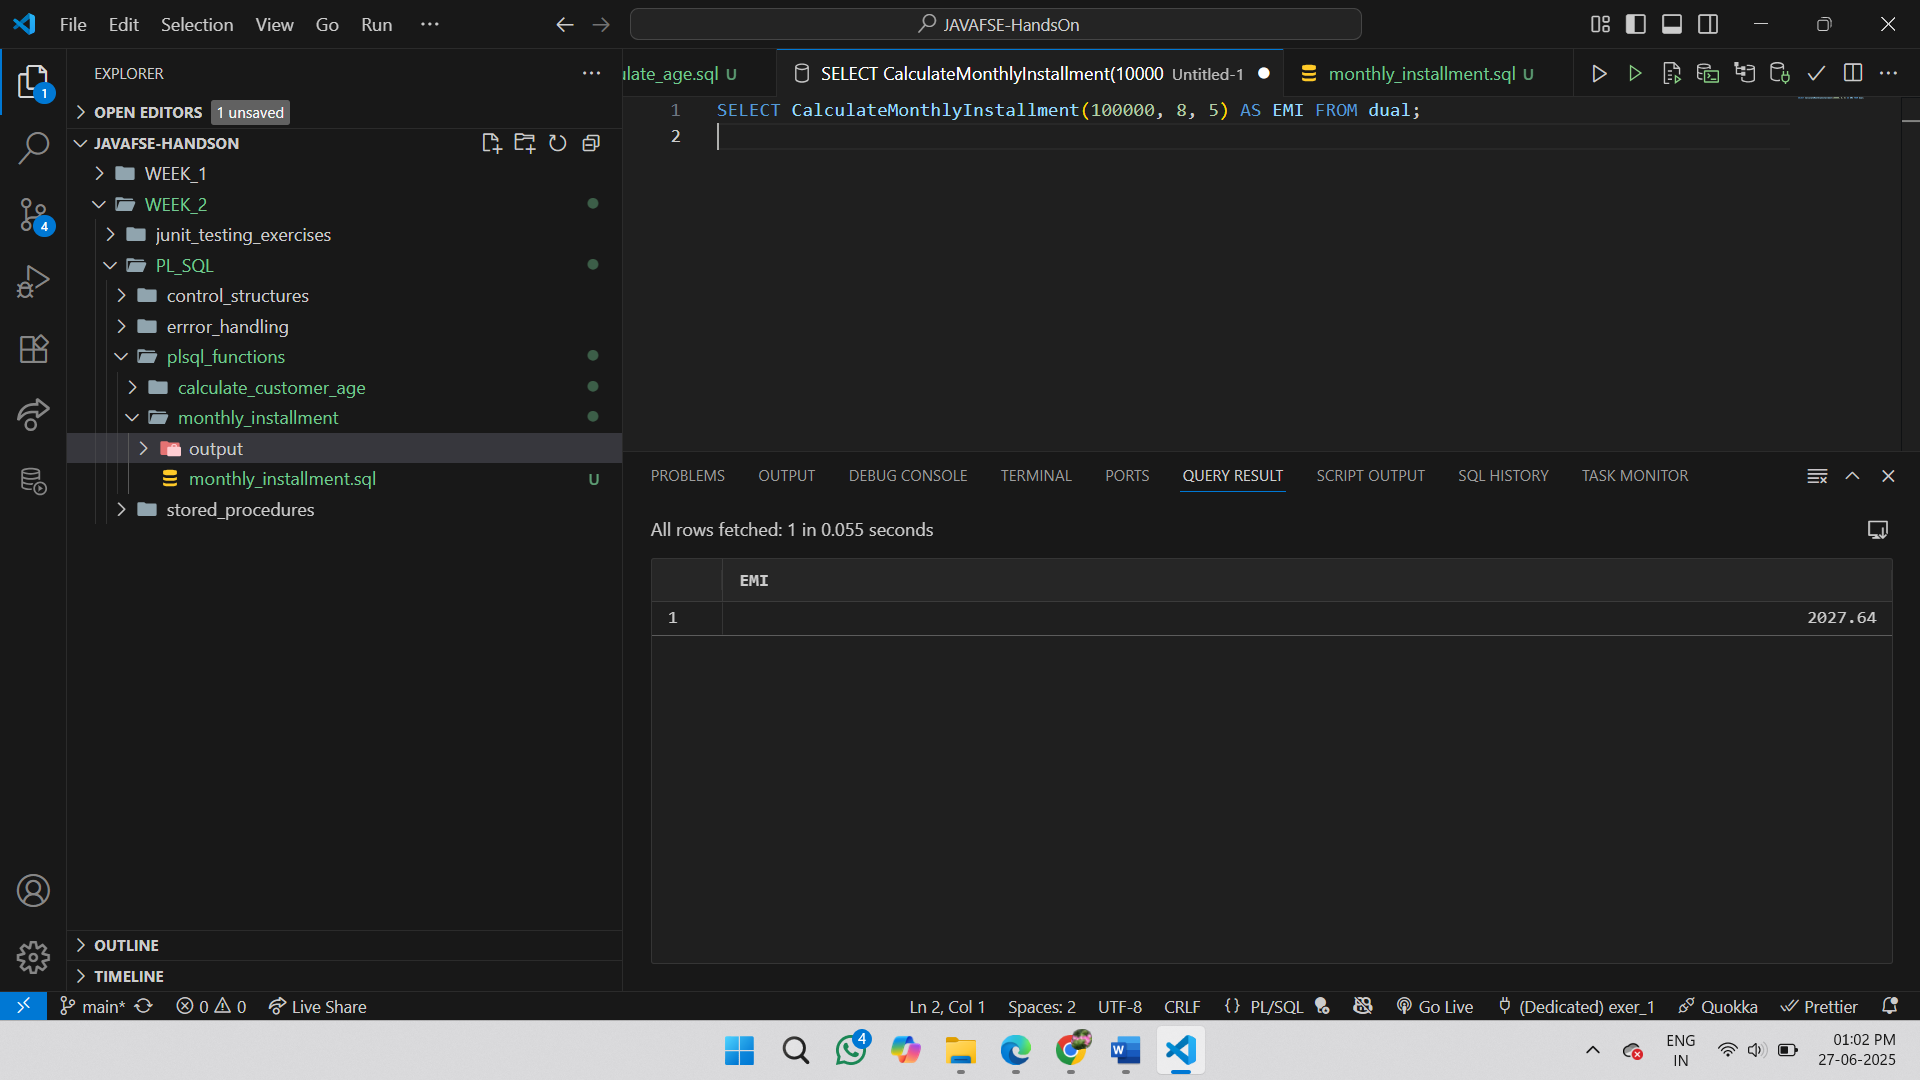 File Edit Selection View Go Run ···
JAVAFSE-HandsOn
1
EXPLORER
ulate_age.sql U
SELECT CalculateMonthlyInstallment(10000 Untitled-1
monthly_installment.sql U
OPEN EDITORS 1 unsaved
JAVAFSE-HANDSON
WEEK_1
WEEK_2
4
junit_testing_exercises
PL_SQL
control_structures
errror_handling
plsql_functions
calculate_customer_age
monthly_installment
output
monthly_installment.sql U
stored_procedures
OUTLINE
TIMELINE
1 SELECT CalculateMonthlyInstallment(100000, 8, 5) AS EMI FROM dual;
2
PROBLEMS OUTPUT DEBUG CONSOLE TERMINAL PORTS QUERY RESULT SCRIPT OUTPUT SQL HISTORY TASK MONITOR
All rows fetched: 1 in 0.055 seconds
EMI
1 2027.64
main* 0 0 Live Share Ln 2, Col 1 Spaces: 2 UTF-8 CRLF {} PL/SQL Go Live (Dedicated) exer_1 Quokka Prettier
4
W
ENG
IN
01:02 PM
27-06-2025